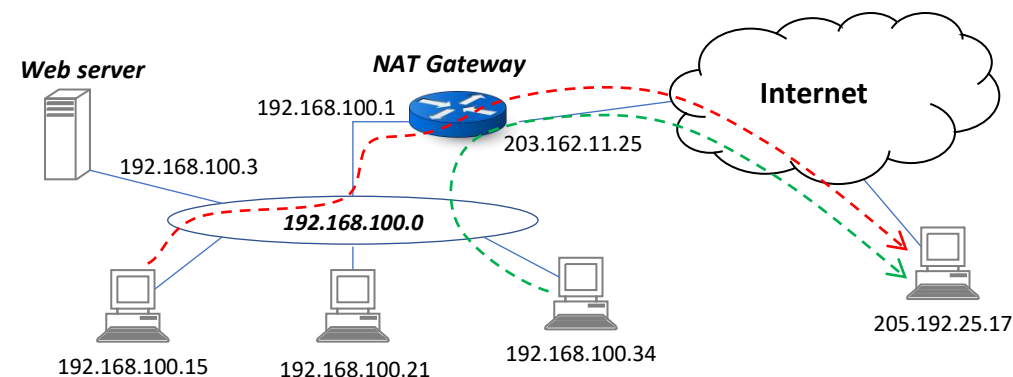 Web server
NAT Gateway
Internet
192.168.100.1
203.162.11.25
192.168.100.3
192.168.100.0
205.192.25.17
192.168.100.15
192.168.100.21
192.168.100.34